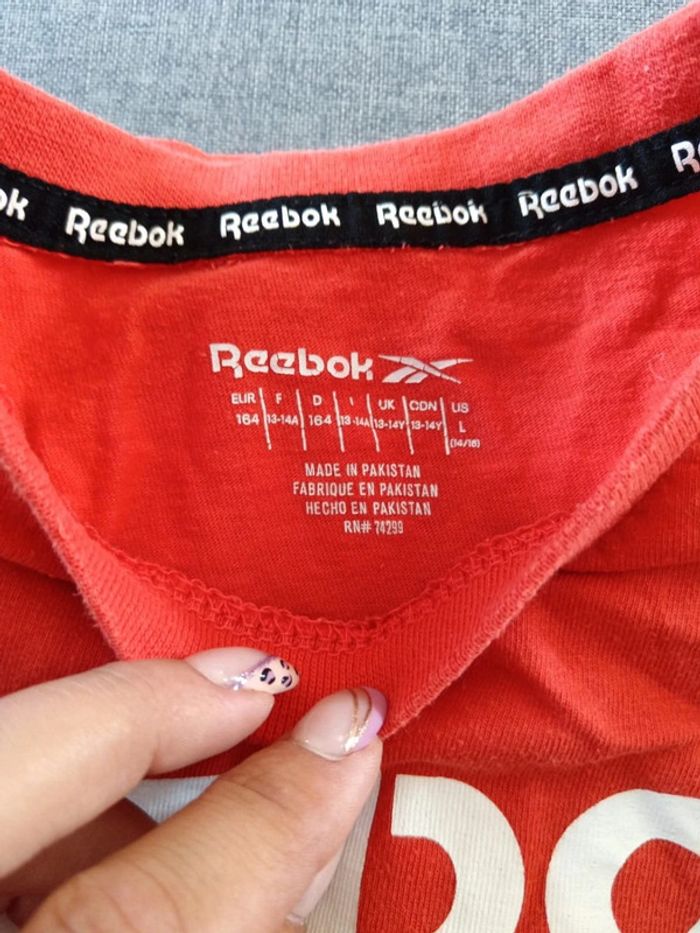 ok Reebok Reebok Reebok Reebok R
Reebok
EUR F D I UK CDN US
164 13-14A 164 13-14A 13-14Y 13-14Y L
(14/16)
MADE IN PAKISTAN
FABRIQUE EN PAKISTAN
HECHO EN PAKISTAN
RN# 74299